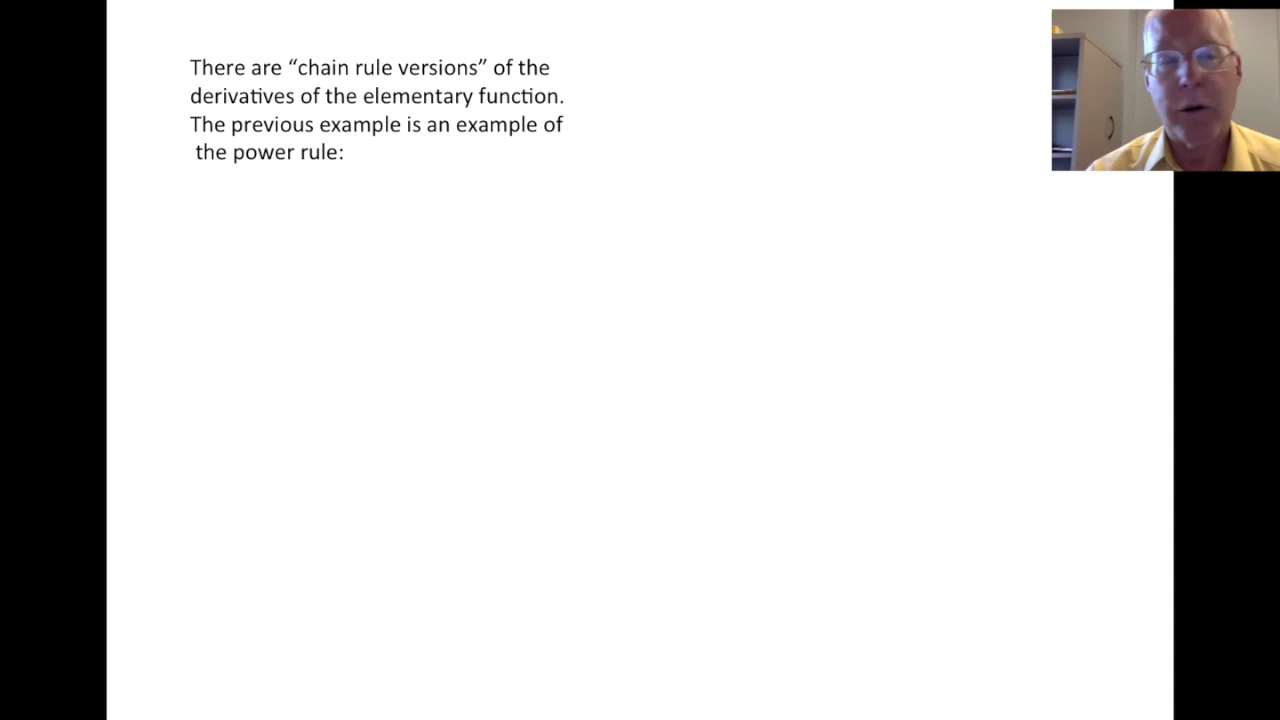 There are “chain rule versions” of the
derivatives of the elementary function.
The previous example is an example of
the power rule: